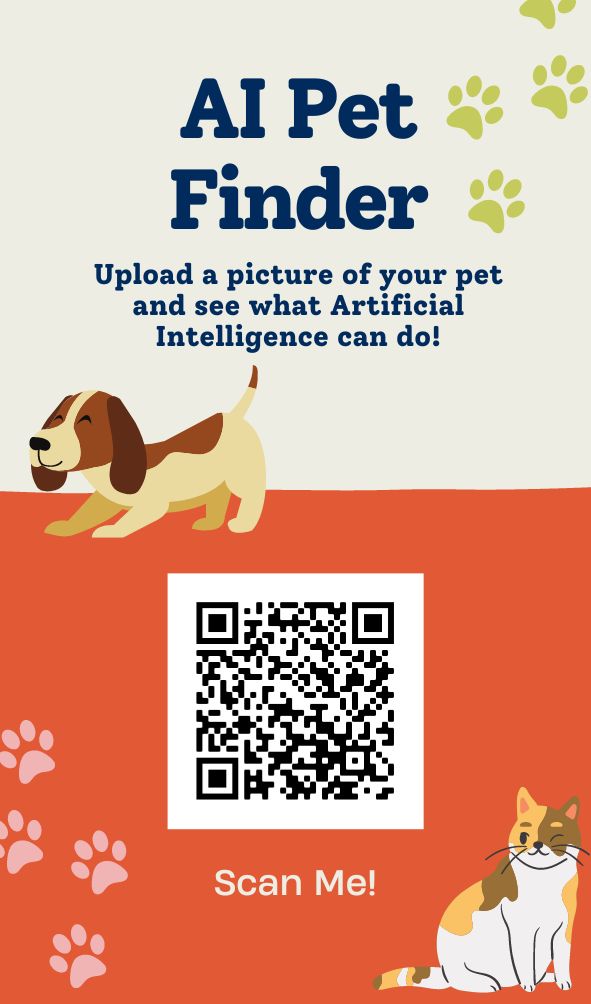 AI Pet
Finder
Upload a picture of your pet
and see what Artificial
Intelligence can do!
Scan Me!